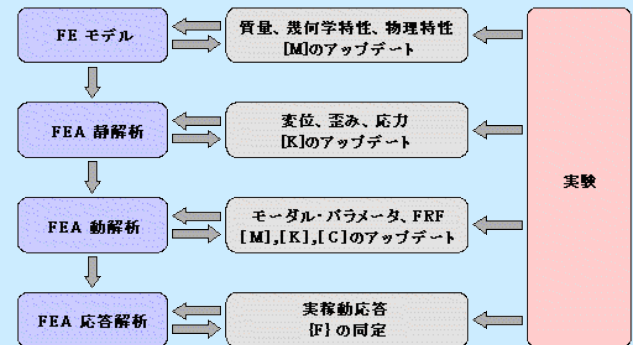 FE モデル
質量、幾何学特性、物理特性
[M]のアップデート
FEA 静解析
変位、歪み、応力
[K]のアップデート
実験
FEA 動解析
モーダル・パラメータ、FRF
[M],[K],[C]のアップデート
FEA 応答解析
実稼動応答
{F}の同定